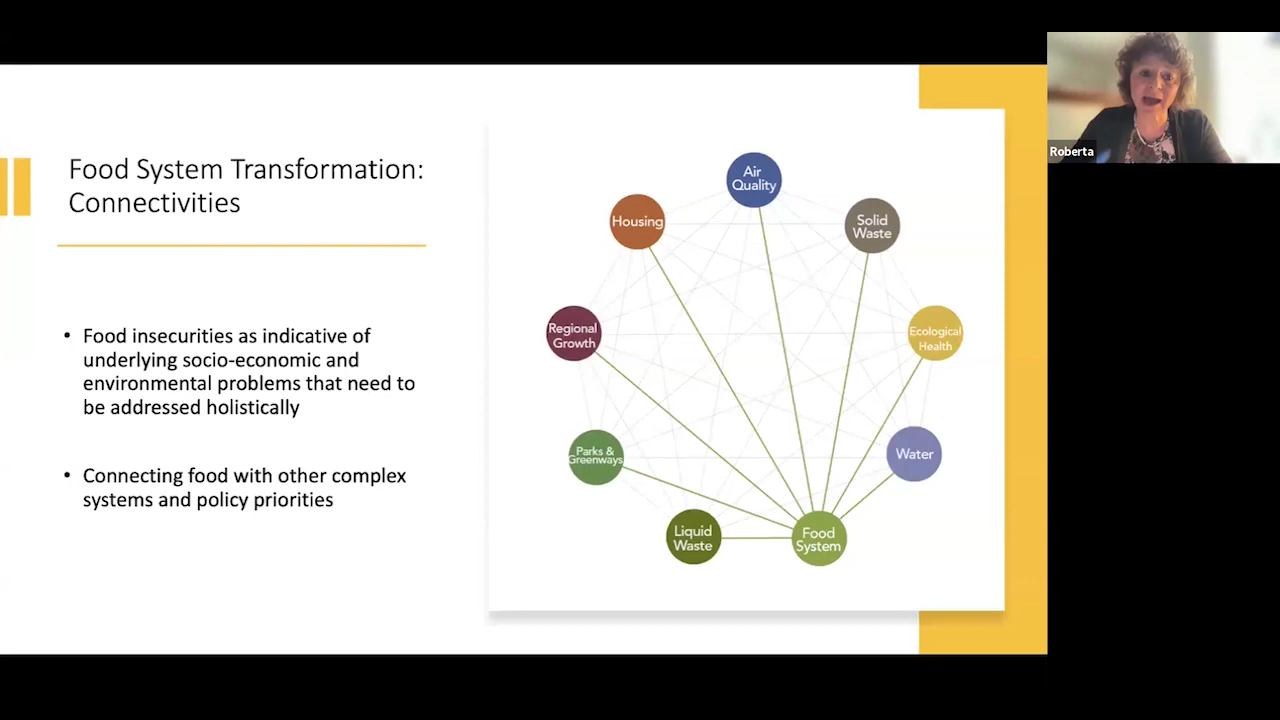 Food System Transformation:
Connectivities
• Food insecurities as indicative of
underlying socio-economic and
environmental problems that need to
be addressed holistically
• Connecting food with other complex
systems and policy priorities
Air
Quality
Housing
Solid
Waste
Regional
Growth
Ecological
Health
Parks &
Greenways
Water
Liquid
Waste
Food
System
Roberta